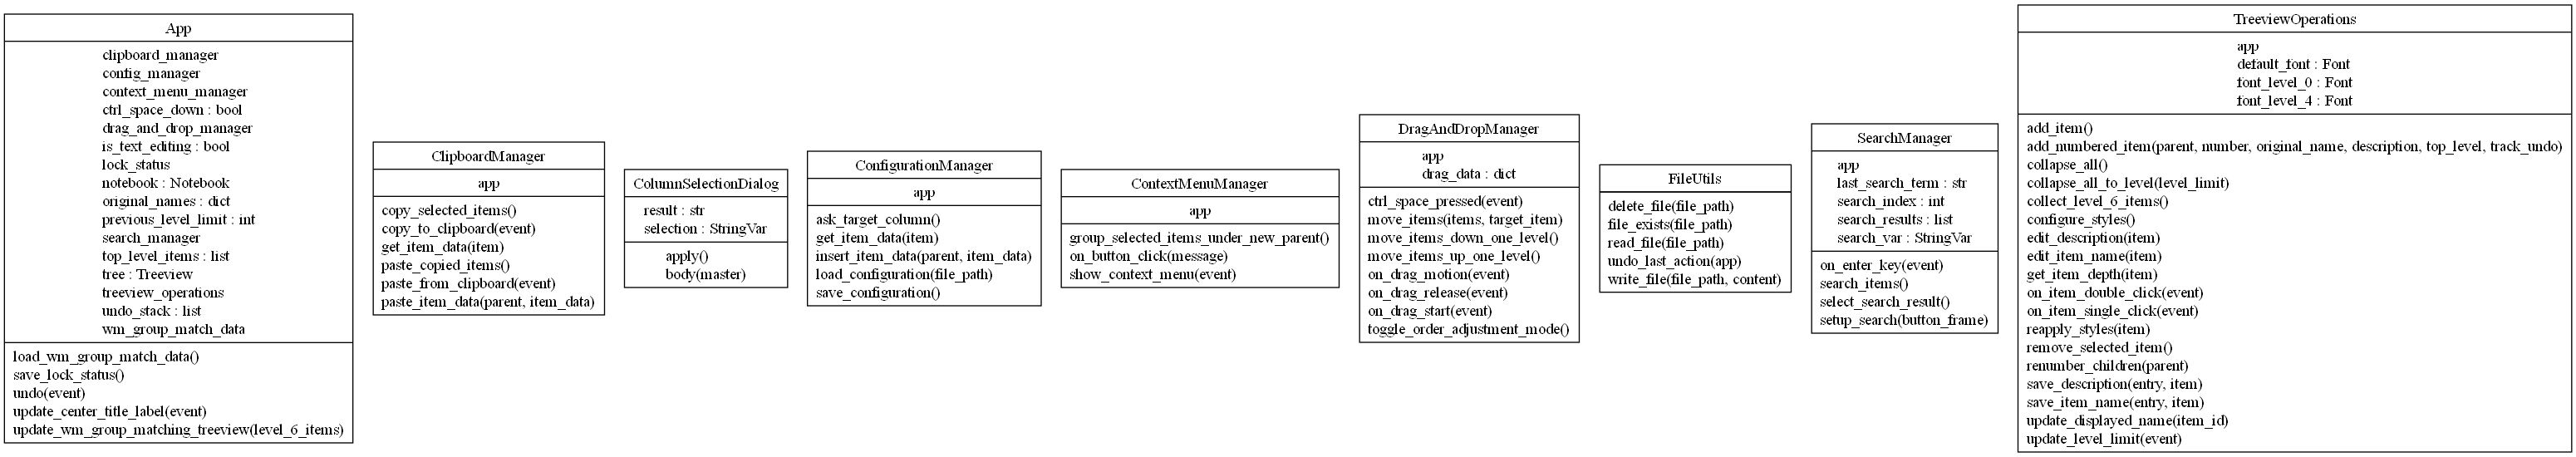 App
clipboard_manager
config_manager
context_menu_manager
ctrl_space_down : bool
drag_and_drop_manager
is_text_editing : bool
lock_status
notebook : Notebook
original_names : dict
previous_level_limit : int
search_manager
top_level_items : list
tree : Treeview
treeview_operations
undo_stack : list
wm_group_match_data
load_wm_group_match_data()
save_lock_status()
undo(event)
update_center_title_label(event)
update_wm_group_matching_treeview(level_6_items)
ClipboardManager
app
copy_selected_items()
copy_to_clipboard(event)
get_item_data(item)
paste_copied_items()
paste_from_clipboard(event)
paste_item_data(parent, item_data)
ColumnSelectionDialog
result : str
selection : StringVar
apply()
body(master)
ConfigurationManager
app
ask_target_column()
get_item_data(item)
insert_item_data(parent, item_data)
load_configuration(file_path)
save_configuration()
ContextMenuManager
app
group_selected_items_under_new_parent()
on_button_click(message)
show_context_menu(event)
DragAndDropManager
app
drag_data : dict
ctrl_space_pressed(event)
move_items(items, target_item)
move_items_down_one_level()
move_items_up_one_level()
on_drag_motion(event)
on_drag_release(event)
on_drag_start(event)
toggle_order_adjustment_mode()
FileUtils
delete_file(file_path)
file_exists(file_path)
read_file(file_path)
undo_last_action(app)
write_file(file_path, content)
SearchManager
app
last_search_term : str
search_index : int
search_results : list
search_var : StringVar
on_enter_key(event)
search_items()
select_search_result()
setup_search(button_frame)
TreeviewOperations
app
default_font : Font
font_level_0 : Font
font_level_4 : Font
add_item()
add_numbered_item(parent, number, original_name, description, top_level, track_undo)
collapse_all()
collapse_all_to_level(level_limit)
collect_level_6_items()
configure_styles()
edit_description(item)
edit_item_name(item)
get_item_depth(item)
on_item_double_click(event)
on_item_single_click(event)
reapply_styles(item)
remove_selected_item()
renumber_children(parent)
save_description(entry, item)
save_item_name(entry, item)
update_displayed_name(item_id)
update_level_limit(event)